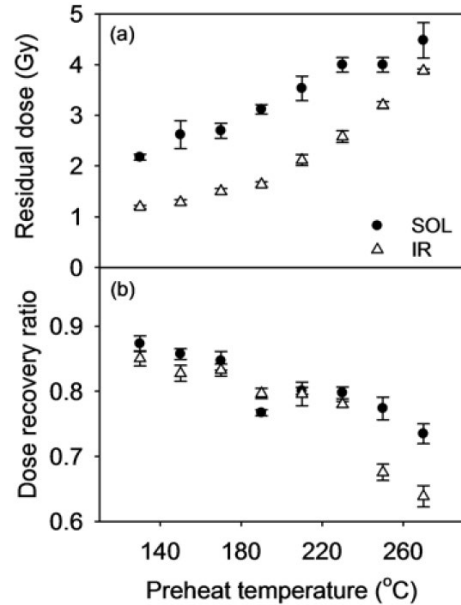 (a)
Residual dose (Gy)
5
4
3
2
1
0
SOL
IR
(b)
Dose recovery ratio
0.9
0.8
0.7
0.6
140 180 220 260
Preheat temperature (°C)